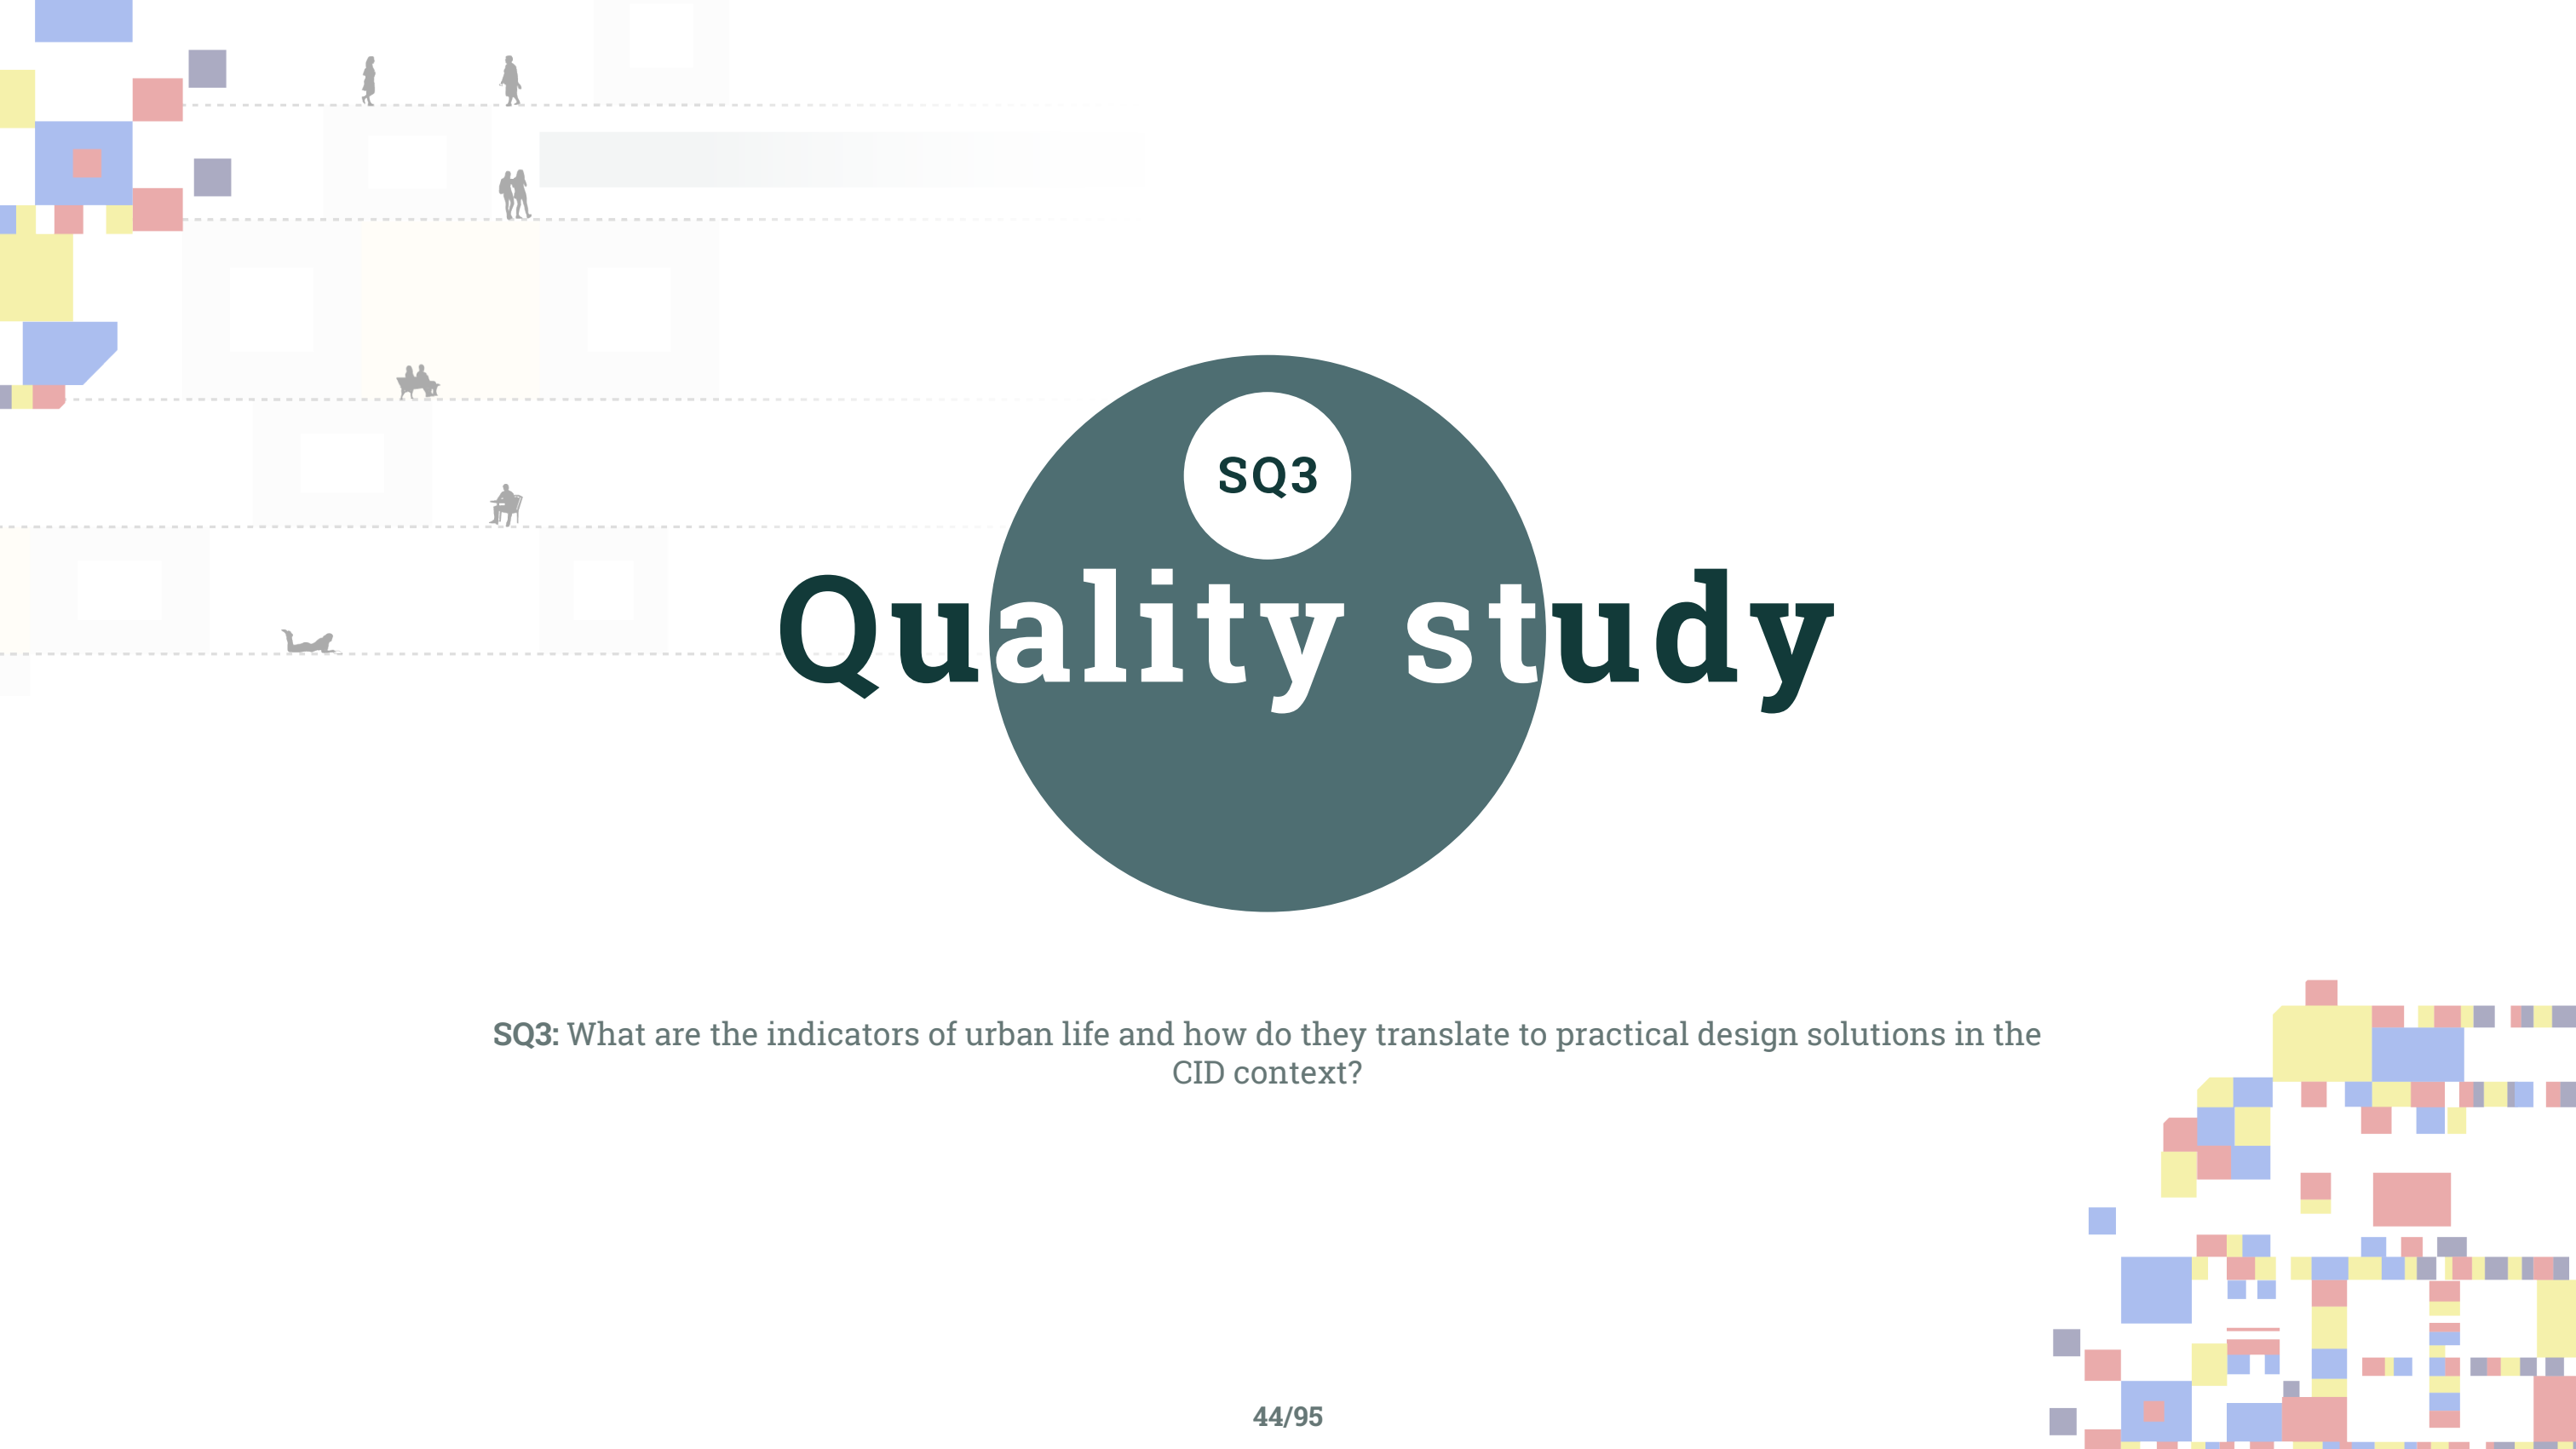 SQ3
Quality study
SQ3: What are the indicators of urban life and how do they translate to practical design solutions in the
CID context?
44/95